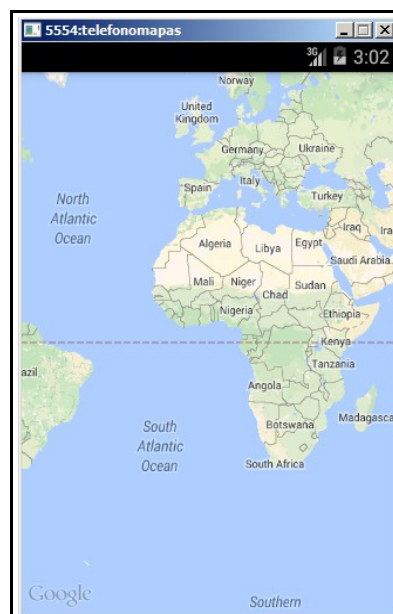 5554:telefonomapas
3G 3:02
Norway
United
Kingdom
Germany
Ukraine
Spain
Italy
Turkey
North
Atlantic
Ocean
Iraq
Ira
Algeria
Libya
Egypt
Saudi Arabia
Mali
Niger
Chad
Sudan
Nigeria
Ethiopia
Kenya
azil
Tanzania
Angola
Botswana
Madagasca
South
Atlantic
Ocean
South Africa
Google
Southern